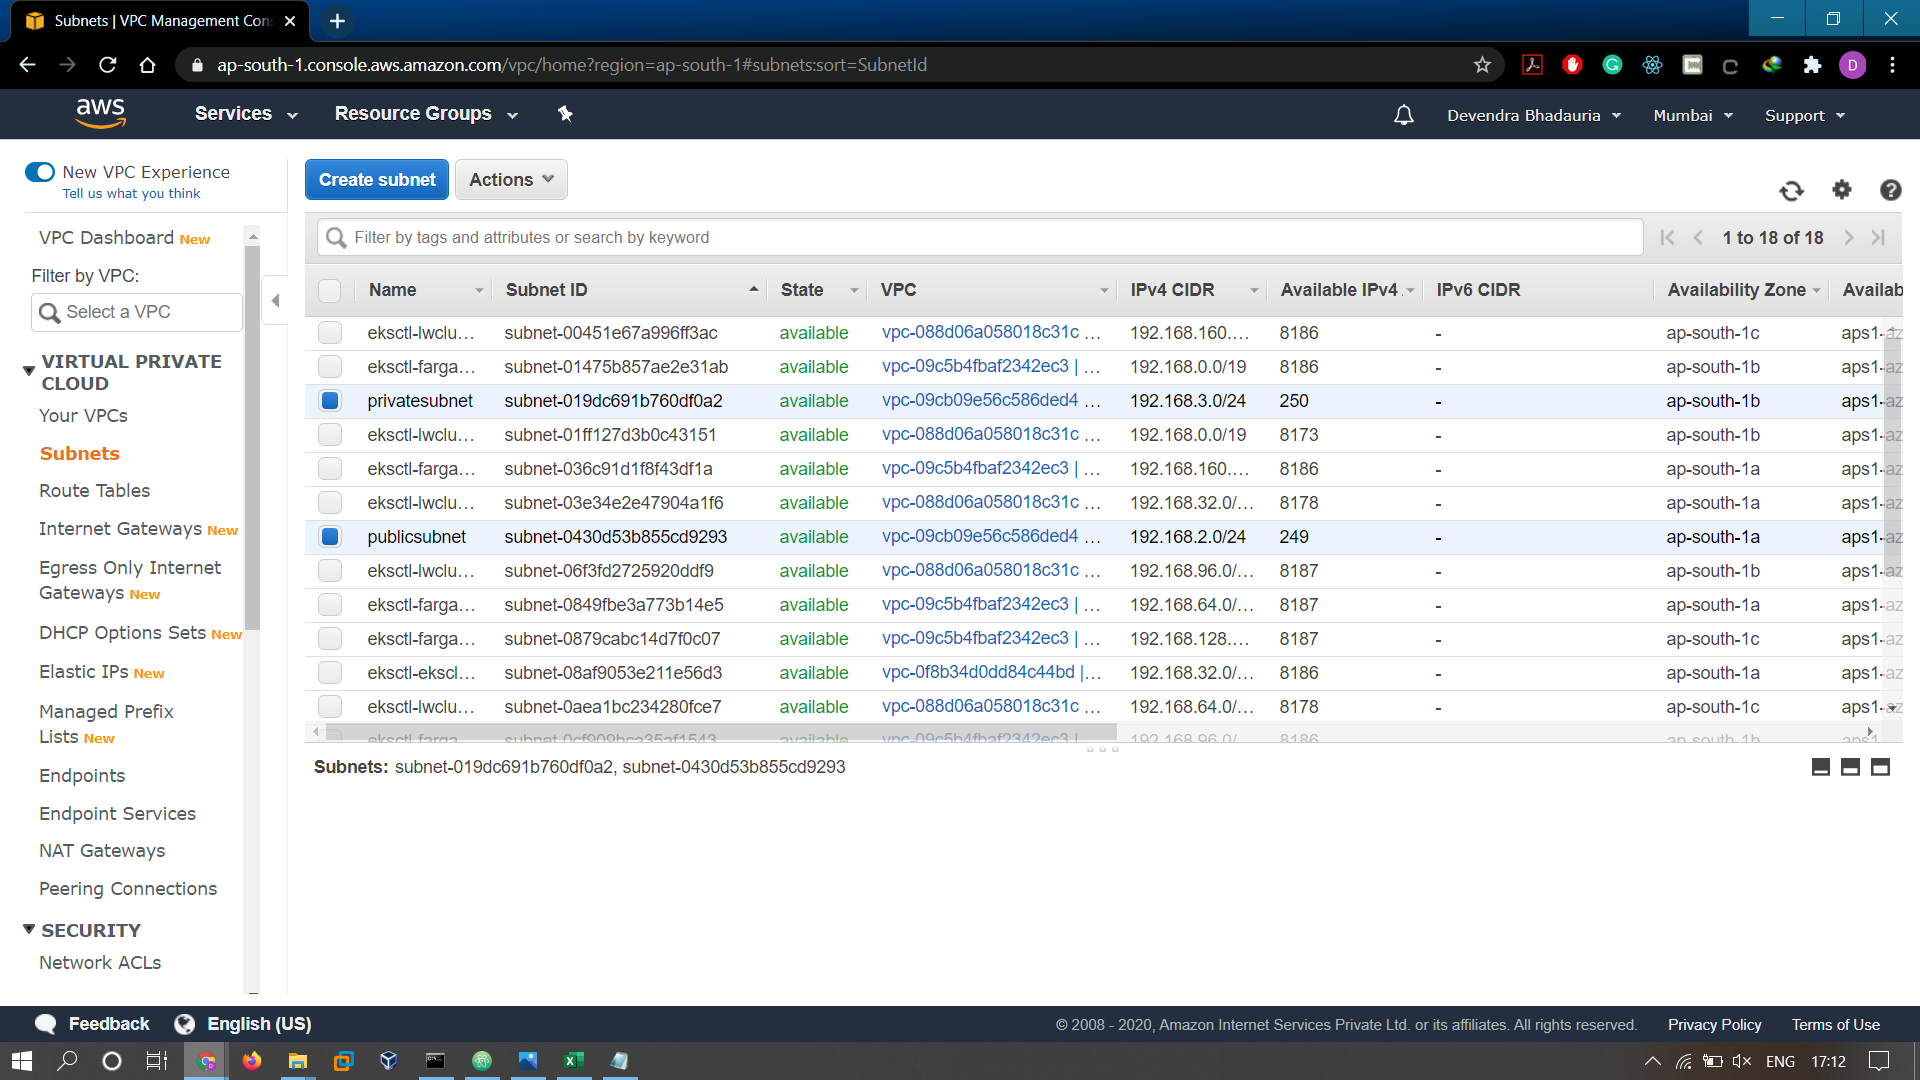 Subnets | VPC Management Con
ap-south-1.console.aws.amazon.com/vpc/home?region=ap-south-1#subnets:sort=SubnetId
D
aws
Services
Resource Groups
Devendra Bhadauria
Mumbai
Support
New VPC Experience
Tell us what you think
VPC Dashboard New
Filter by VPC:
Select a VPC
VIRTUAL PRIVATE
CLOUD
Your VPCs
Subnets
Route Tables
Internet Gateways New
Egress Only Internet
Gateways New
DHCP Options Sets New
Elastic IPs New
Managed Prefix
Lists New
Endpoints
Endpoint Services
NAT Gateways
Peering Connections
SECURITY
Network ACLs
Create subnet
Actions
Filter by tags and attributes or search by keyword
1 to 18 of 18
Name Subnet ID State VPC IPv4 CIDR Available IPv4 IPv6 CIDR Availability Zone Availab
eksctl-lwclu... subnet-00451e67a996ff3ac available vpc-088d06a058018c31c ... 192.168.160.... 8186 - ap-south-1c aps1-az
eksctl-farga... subnet-01475b857ae2e31ab available vpc-09c5b4fbaf2342ec3 | ... 192.168.0.0/19 8186 - ap-south-1b aps1-az
privatesubnet subnet-019dc691b760df0a2 available vpc-09cb09e56c586ded4 ... 192.168.3.0/24 250 - ap-south-1b aps1-az
eksctl-lwclu... subnet-01ff127d3b0c43151 available vpc-088d06a058018c31c ... 192.168.0.0/19 8173 - ap-south-1b aps1-az
eksctl-farga... subnet-036c91d1f8f43df1a available vpc-09c5b4fbaf2342ec3 | ... 192.168.160.... 8186 - ap-south-1a aps1-az
eksctl-lwclu... subnet-03e34e2e47904a1f6 available vpc-088d06a058018c31c ... 192.168.32.0/... 8178 - ap-south-1a aps1-az
publicsubnet subnet-0430d53b855cd9293 available vpc-09cb09e56c586ded4 ... 192.168.2.0/24 249 - ap-south-1a aps1-az
eksctl-lwclu... subnet-06f3fd2725920ddf9 available vpc-088d06a058018c31c ... 192.168.96.0/... 8187 - ap-south-1b aps1-az
eksctl-farga... subnet-0849fbe3a773b14e5 available vpc-09c5b4fbaf2342ec3 | ... 192.168.64.0/... 8187 - ap-south-1a aps1-az
eksctl-farga... subnet-0879cabc14d7f0c07 available vpc-09c5b4fbaf2342ec3 | ... 192.168.128.... 8187 - ap-south-1c aps1-az
eksctl-ekscl... subnet-08af9053e211e56d3 available vpc-0f8b34d0dd84c44bd |... 192.168.32.0/... 8186 - ap-south-1a aps1-az
eksctl-lwclu... subnet-0aea1bc234280fce7 available vpc-088d06a058018c31c ... 192.168.64.0/... 8178 - ap-south-1c aps1-az
eksctl-farga subnet-0cf909bca35af1543 available vpc-09c5b4fbaf2342ec3 | 192.168.96.0/ 8186 ap-south-1b aps1-az
Subnets: subnet-019dc691b760df0a2, subnet-0430d53b855cd9293
Feedback
English (US)
© 2008 - 2020, Amazon Internet Services Private Ltd. or its affiliates. All rights reserved.
Privacy Policy
Terms of Use
ENG
17:12